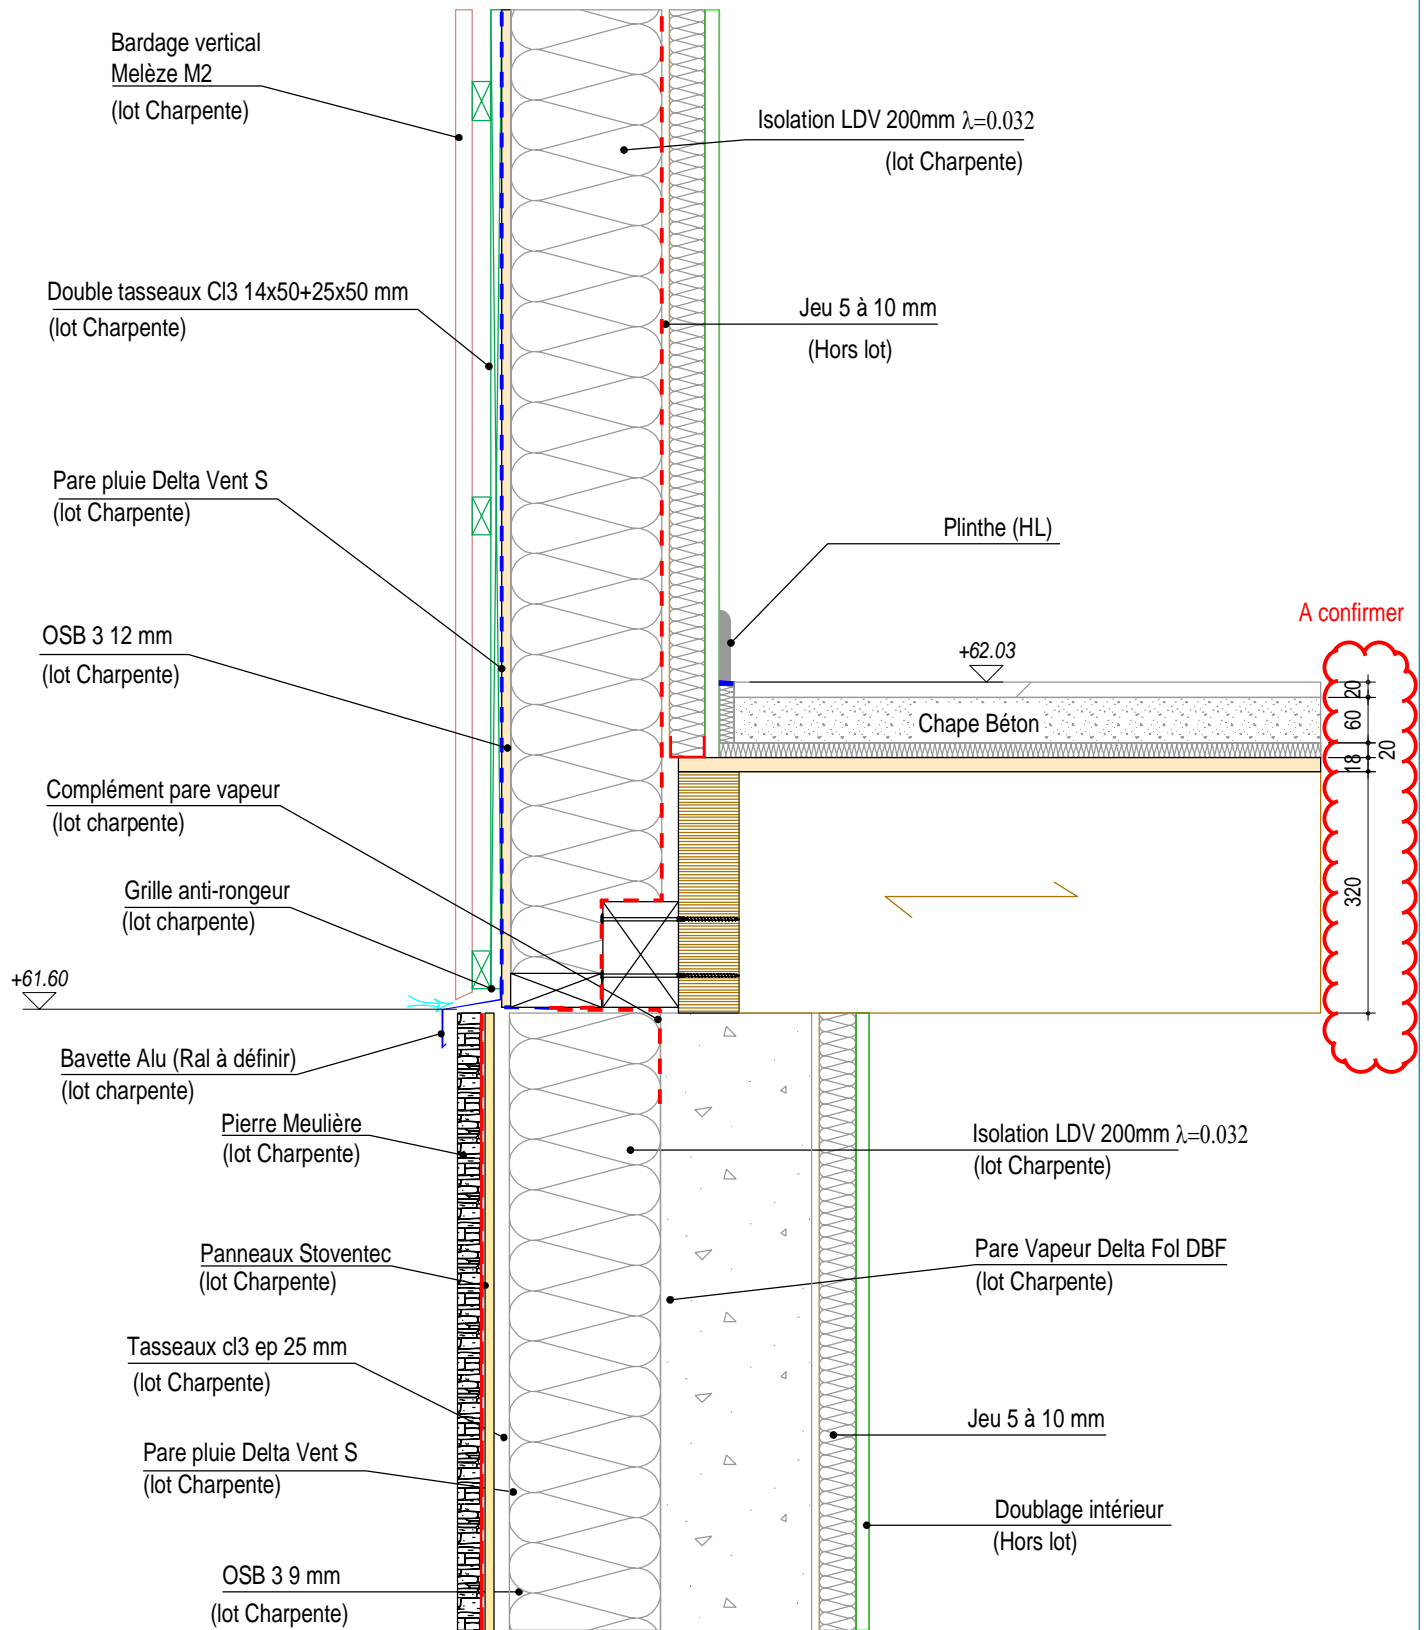 Bardage vertical
Melèze M2
(lot Charpente)
Isolation LDV 200mm λ=0.032
(lot Charpente)
Double tasseaux Cl3 14x50+25x50 mm
(lot Charpente)
Jeu 5 à 10 mm
(Hors lot)
Pare pluie Delta Vent S
(lot Charpente)
Plinthe (HL)
A confirmer
OSB 3 12 mm
(lot Charpente)
+62.03
20
60
20
18
320
Chape Béton
Complément pare vapeur
(lot charpente)
Grille anti-rongeur
(lot charpente)
+61.60
Bavette Alu (Ral à définir)
(lot charpente)
Pierre Meulière
(lot Charpente)
Isolation LDV 200mm λ=0.032
(lot Charpente)
Panneaux Stoventec
(lot Charpente)
Pare Vapeur Delta Fol DBF
(lot Charpente)
Tasseaux cl3 ep 25 mm
(lot Charpente)
Jeu 5 à 10 mm
Pare pluie Delta Vent S
(lot Charpente)
Doublage intérieur
(Hors lot)
OSB 3 9 mm
(lot Charpente)